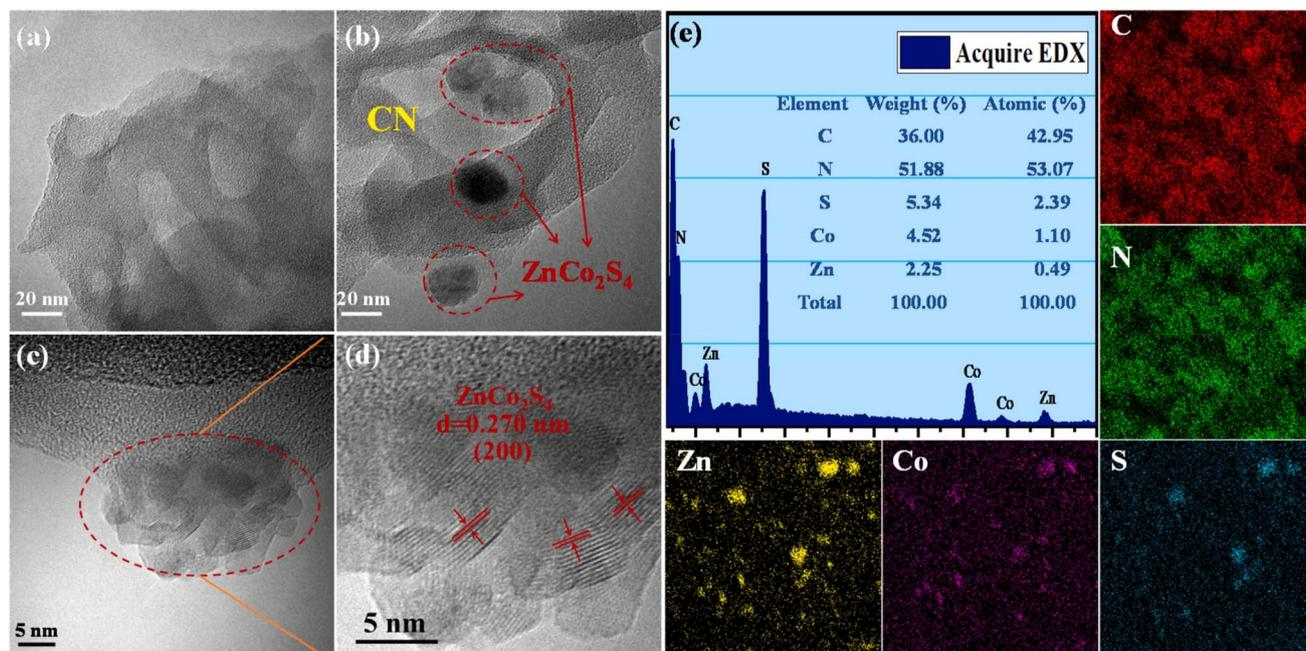 (a)
20 nm
(b)
CN
ZnCo₂S₄
20 nm
(c)
5 nm
(d)
ZnCo₂S₄
d=0.270 nm
(200)
5 nm
(e)
Acquire EDX
Element Weight (%) Atomic (%)
C 36.00 42.95
N 51.88 53.07
S 5.34 2.39
Co 4.52 1.10
Zn 2.25 0.49
Total 100.00 100.00
C
N
Co
Zn
S
Co
Co
Zn
C
N
Zn
Co
S